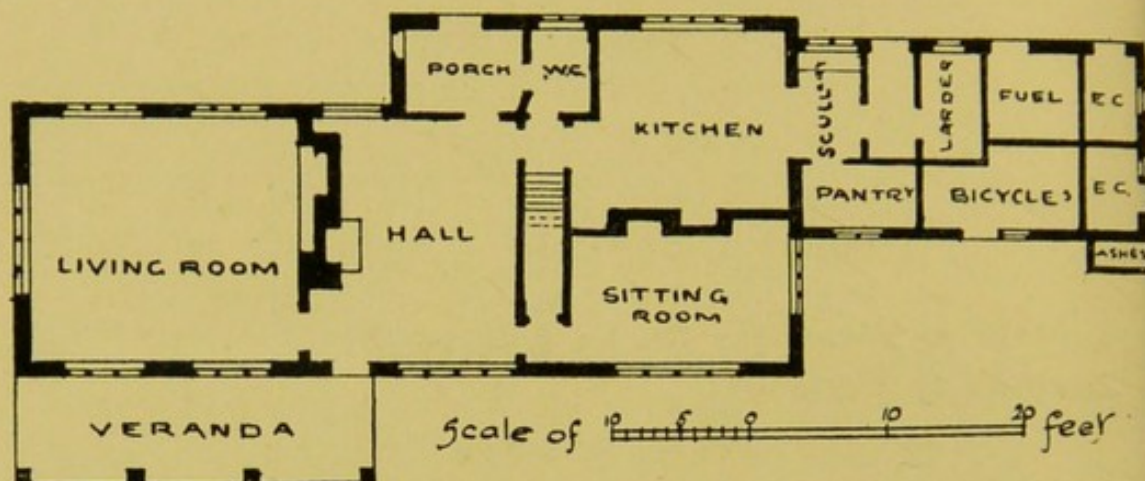 PORCH
W.C.
KITCHEN
SCULLRY
LARDER
FUEL
E.C
PANTRY
BICYCLES
E.C.
ASHES
LIVING ROOM
HALL
SITTING
ROOM
VERANDA
Scale of 10 5 0 10 20 feet